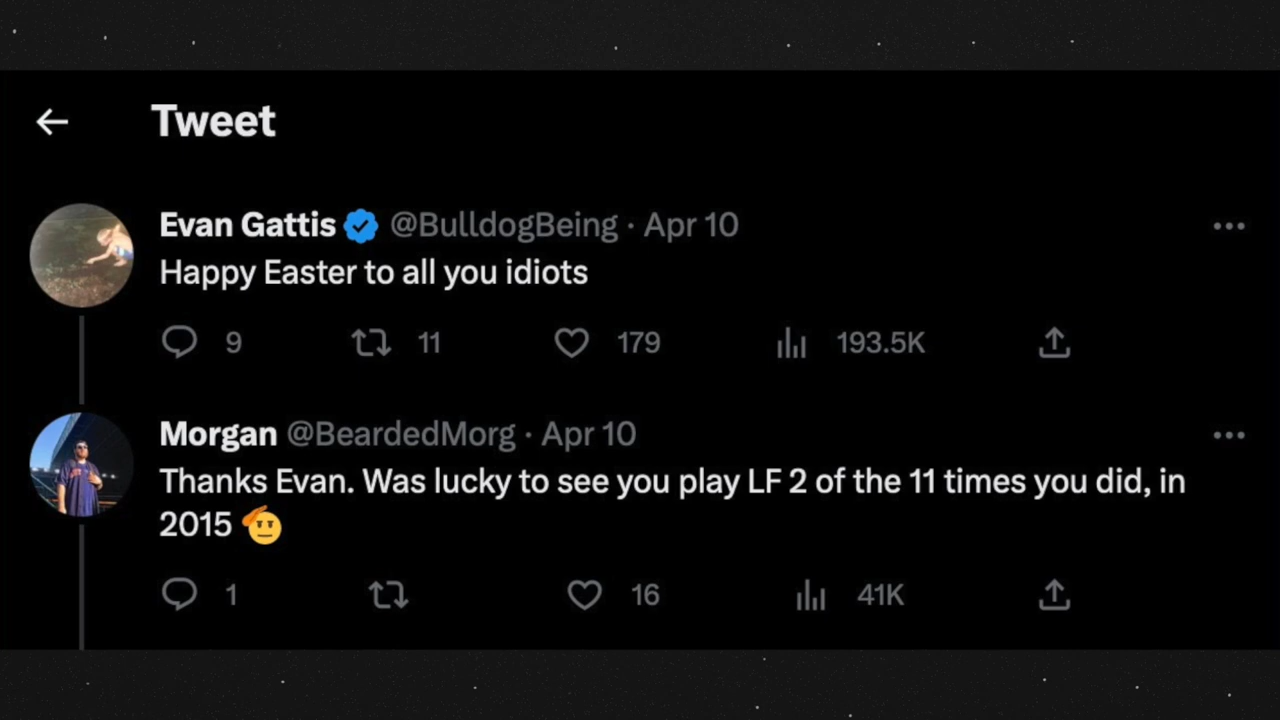 Tweet
Evan Gattis @BulldogBeing · Apr 10
Happy Easter to all you idiots
9 11 179 193.5K
Morgan @BeardedMorg · Apr 10
Thanks Evan. Was lucky to see you play LF 2 of the 11 times you did, in
2015 🫡
1 16 41K